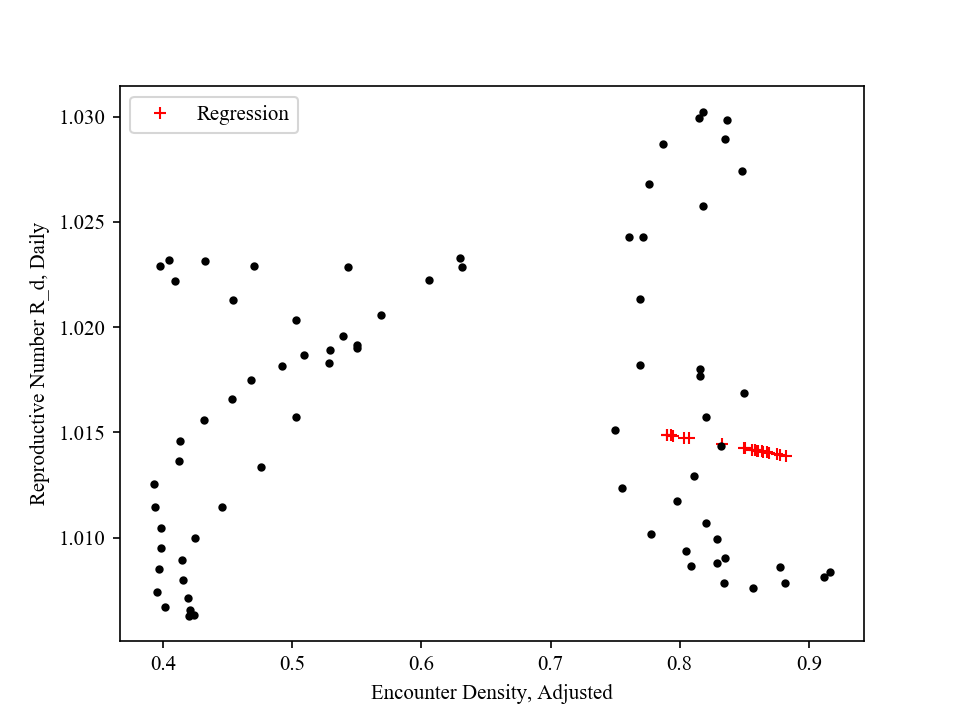 Regression
1.030
1.025
1.020
1.015
1.010
Reproductive Number R_d, Daily
0.4 0.5 0.6 0.7 0.8 0.9
Encounter Density, Adjusted